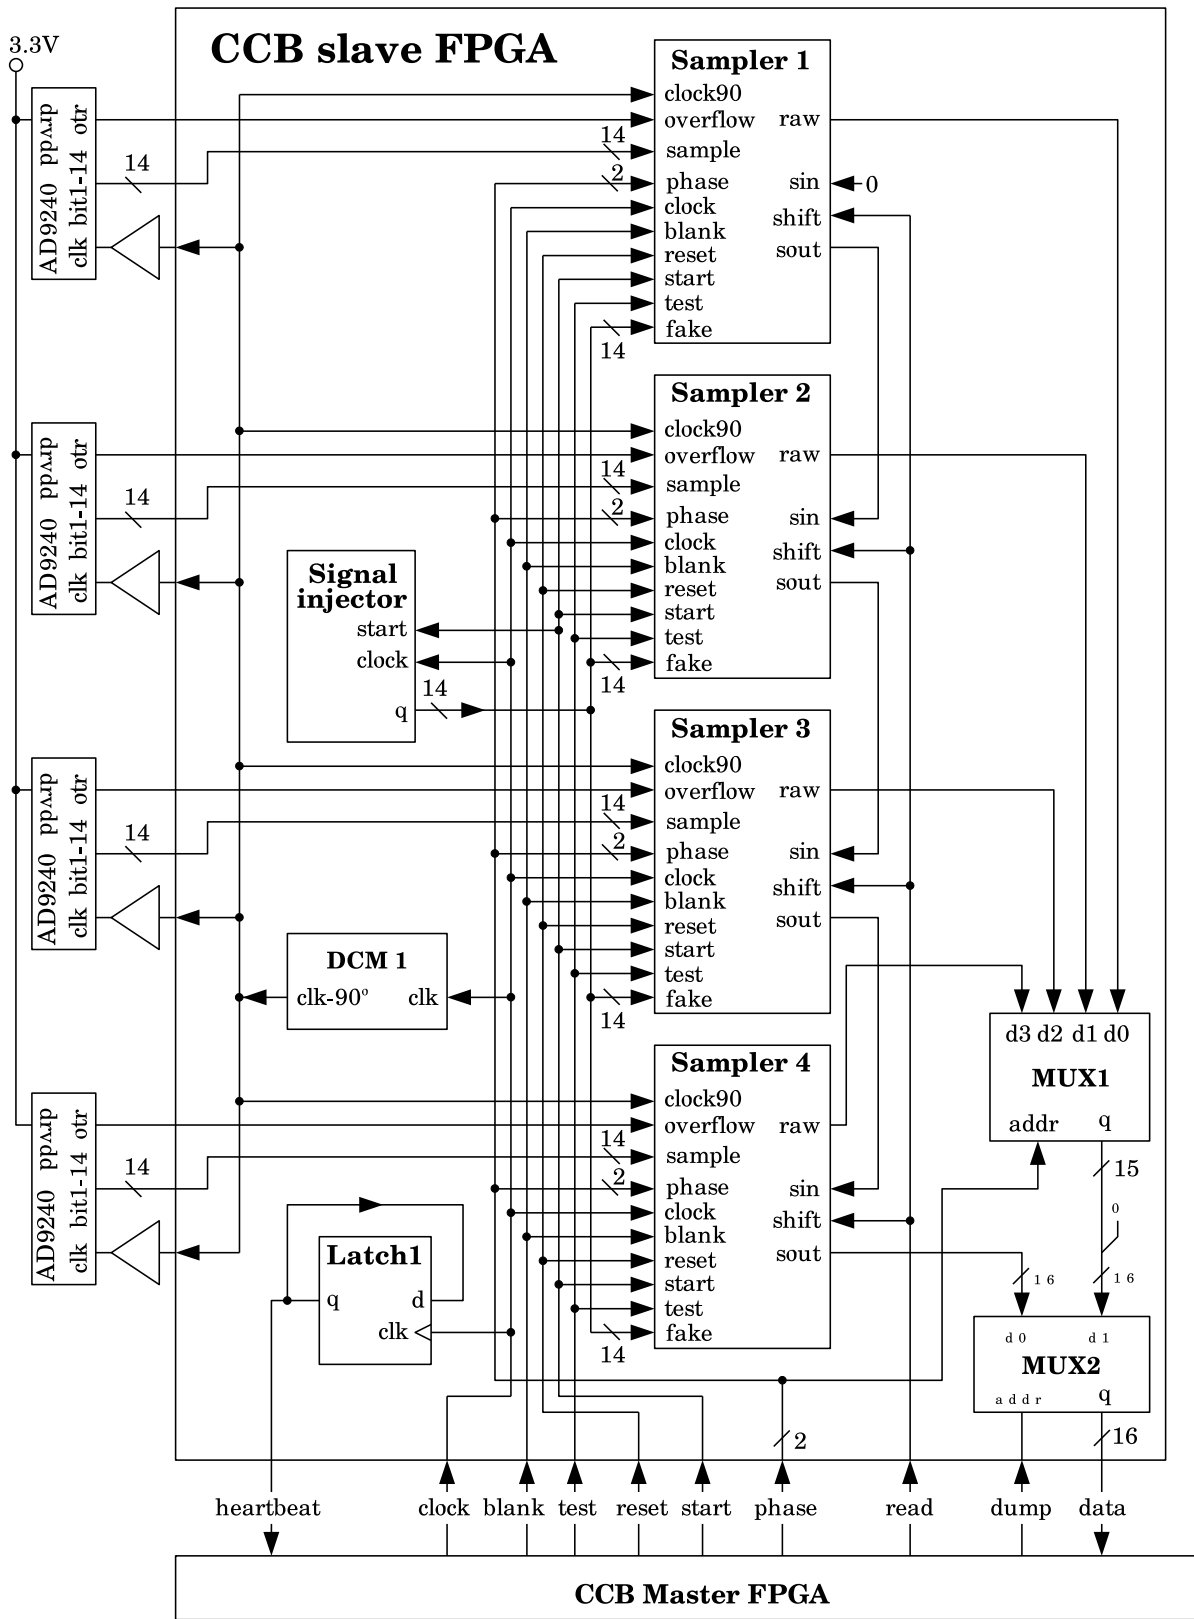 3.3V
CCB slave FPGA
AD9240
drvdd
otr
bit1-14
clk
14
Sampler 1
clock90
overflow
raw
14
sample
2
phase
sin
0
clock
shift
blank
reset
sout
start
test
fake
14
AD9240
drvdd
otr
bit1-14
clk
14
Sampler 2
clock90
overflow
raw
14
sample
2
phase
sin
clock
shift
blank
reset
sout
start
test
fake
14
Signal
injector
start
clock
q
14
AD9240
drvdd
otr
bit1-14
clk
14
Sampler 3
clock90
overflow
raw
14
sample
2
phase
sin
clock
shift
blank
reset
sout
start
test
fake
14
DCM 1
clk-90º
clk
d3 d2 d1 d0
MUX1
addr
q
15
0
16
16
AD9240
drvdd
otr
bit1-14
clk
14
Sampler 4
clock90
overflow
raw
14
sample
2
phase
sin
clock
shift
blank
reset
sout
start
test
fake
14
Latch1
q
d
clk
d0
d1
MUX2
addr
q
2
16
heartbeat
clock
blank
test
reset
start
phase
read
dump
data
CCB Master FPGA